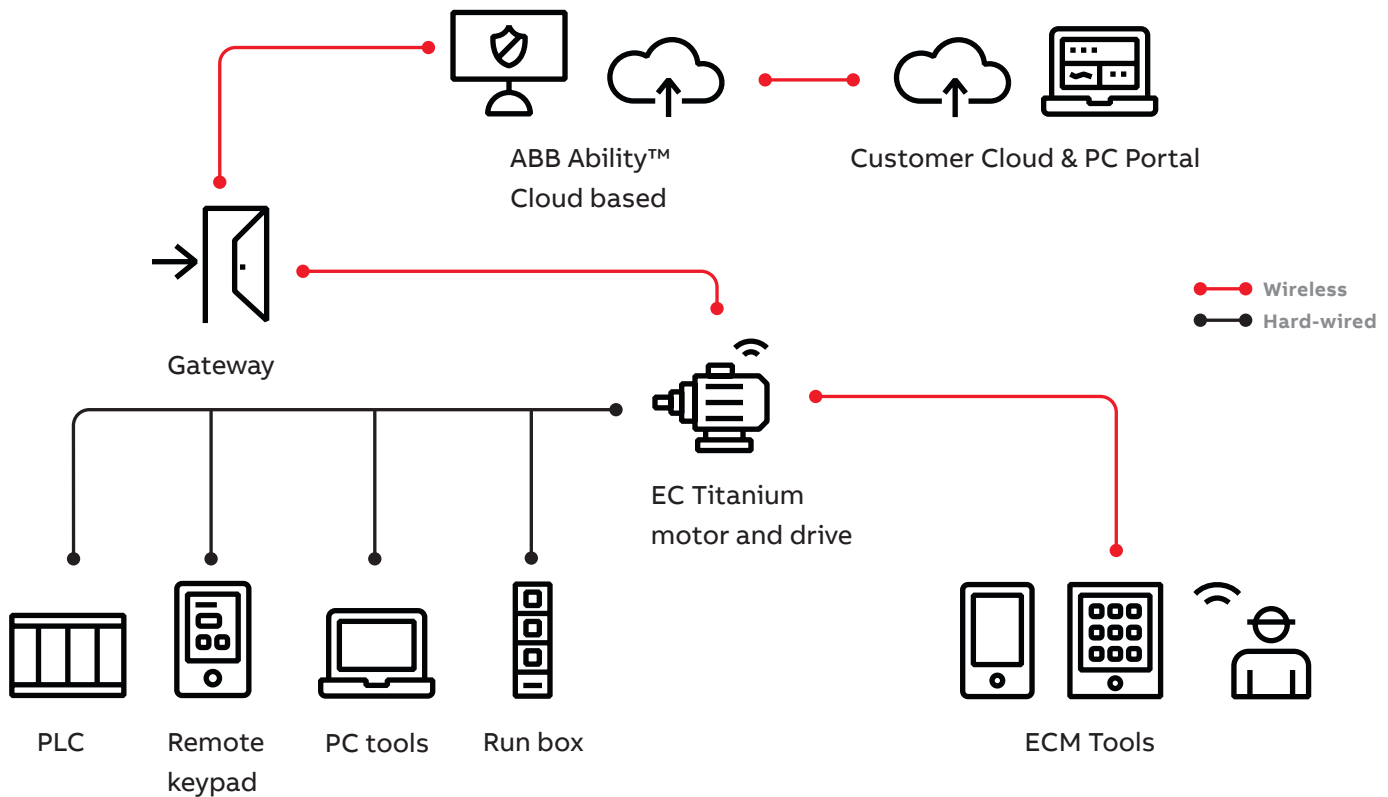 ABB Ability™
Cloud based
Customer Cloud & PC Portal
Wireless
Hard-wired
Gateway
EC Titanium
motor and drive
PLC
Remote
keypad
PC tools
Run box
ECM Tools